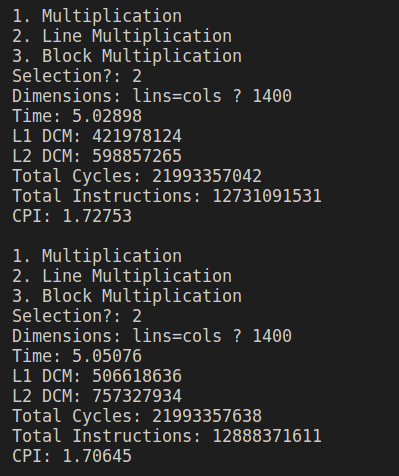 1. Multiplication
2. Line Multiplication
3. Block Multiplication
Selection?: 2
Dimensions: lins=cols ? 1400
Time: 5.02898
L1 DCM: 421978124
L2 DCM: 598857265
Total Cycles: 21993357042
Total Instructions: 12731091531
CPI: 1.72753

1. Multiplication
2. Line Multiplication
3. Block Multiplication
Selection?: 2
Dimensions: lins=cols ? 1400
Time: 5.05076
L1 DCM: 506618636
L2 DCM: 757327934
Total Cycles: 21993357638
Total Instructions: 12888371611
CPI: 1.70645